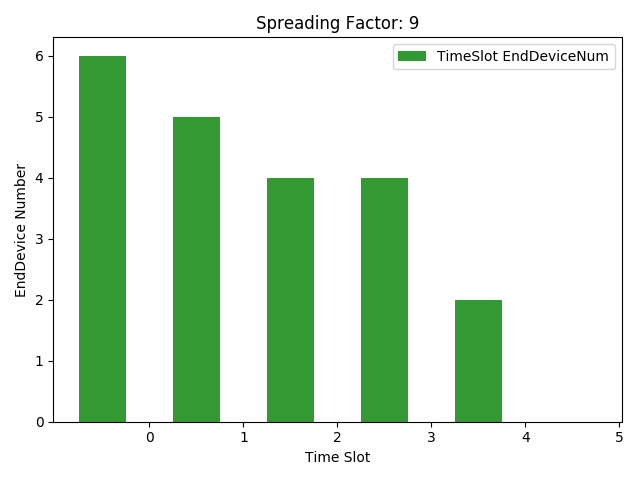 Spreading Factor: 9
TimeSlot EndDeviceNum
EndDevice Number
6
5
4
3
2
1
0
0 1 2 3 4 5
Time Slot